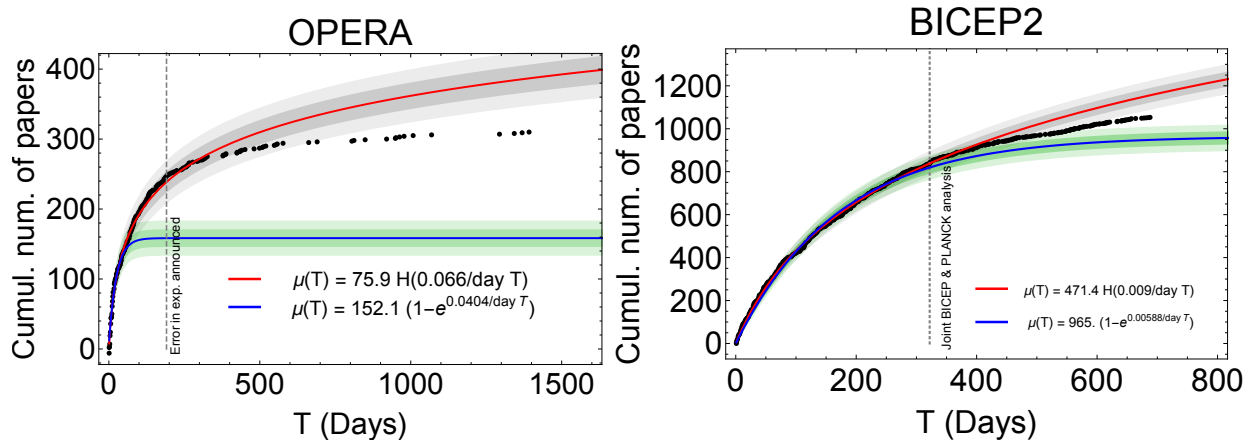 OPERA
Cumul. num. of papers
400
300
200
100
0
Error in exp. announced
μ(T) = 75.9 H(0.066/day T)
μ(T) = 152.1 (1−e^0.0404/day T)
0
500
1000
1500
T (Days)
BICEP2
Cumul. num. of papers
1200
1000
800
600
400
200
0
Joint BICEP & PLANCK analysis
μ(T) = 471.4 H(0.009/day T)
μ(T) = 965. (1−e^0.00588/day T)
0
200
400
600
800
T (Days)